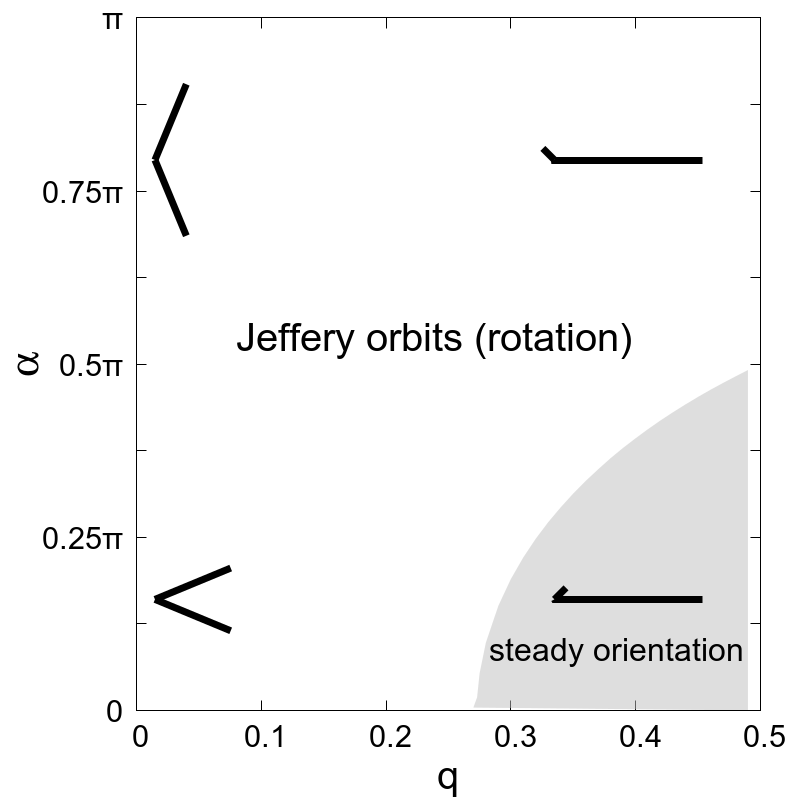 π
0.75π
Jeffery orbits (rotation)
α
0.5π
0.25π
steady orientation
0
0 0.1 0.2 0.3 0.4 0.5
q